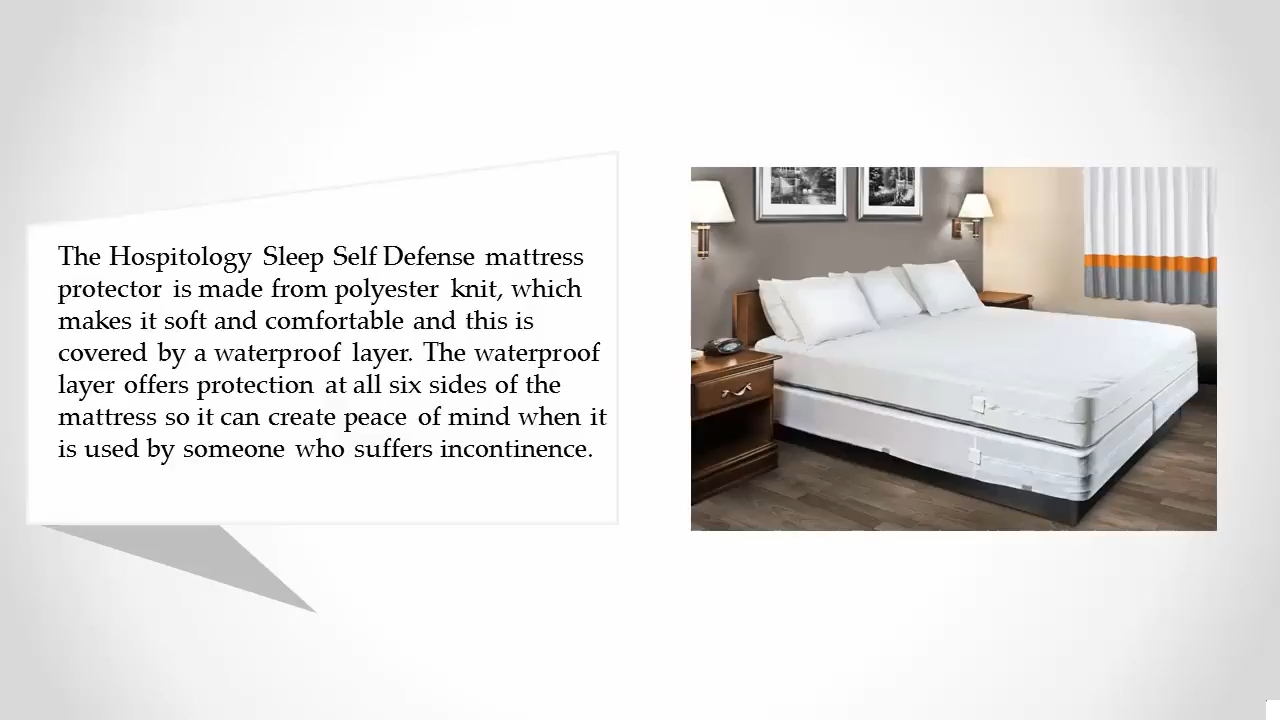 The Hospitology Sleep Self Defense mattress
protector is made from polyester knit, which
makes it soft and comfortable and this is
covered by a waterproof layer. The waterproof
layer offers protection at all six sides of the
mattress so it can create peace of mind when it
is used by someone who suffers incontinence.